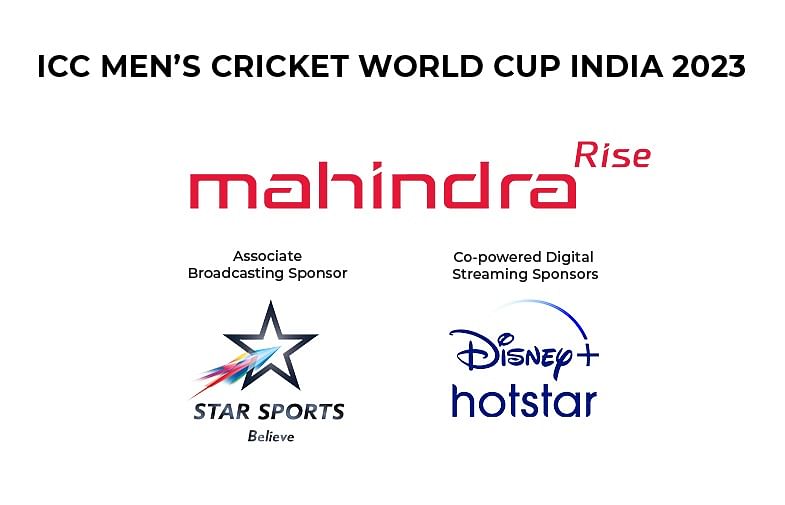 ICC MEN'S CRICKET WORLD CUP INDIA 2023
mahindra Rise
Associate
Broadcasting Sponsor
Co-powered Digital
Streaming Sponsors
STAR SPORTS
Believe
Disney+
hotstar